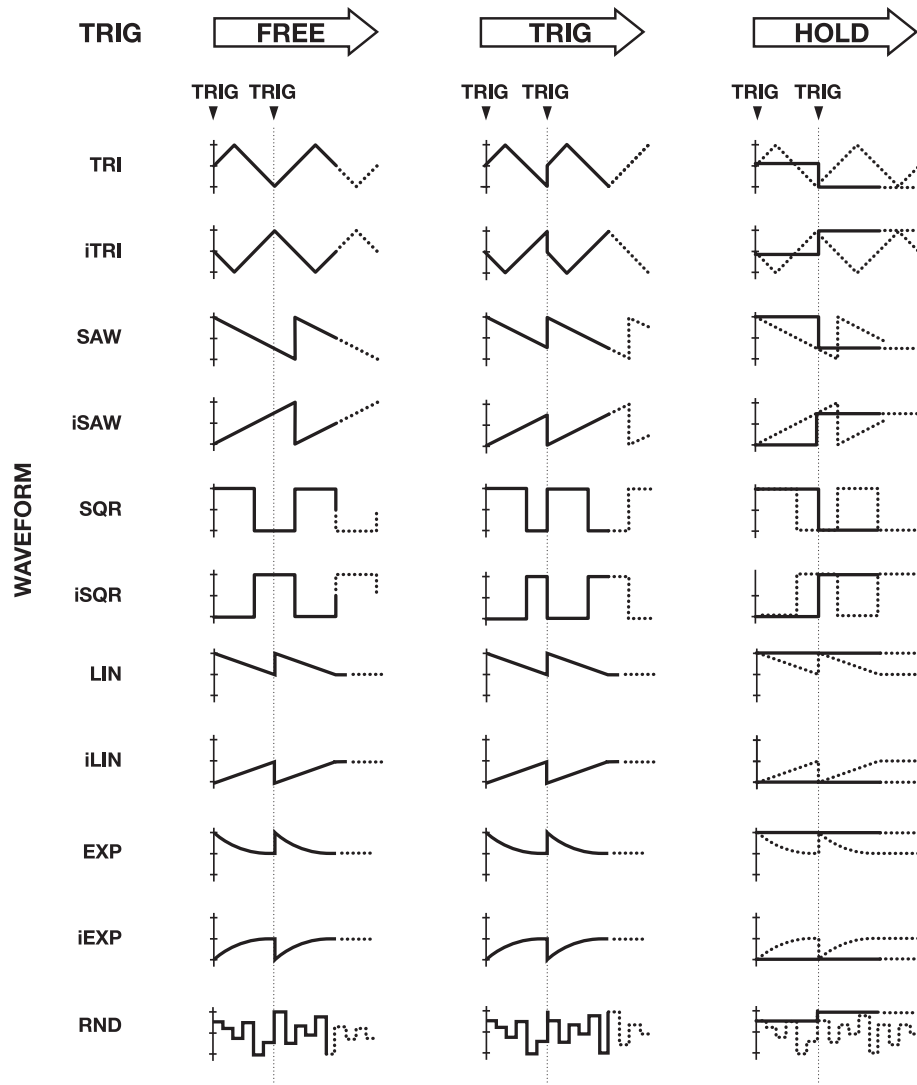 TRIG FREE TRIG HOLD
TRIG TRIG TRIG TRIG TRIG TRIG
TRI
iTRI
SAW
iSAW
SQR
WAVEFORM
iSQR
LIN
iLIN
EXP
iEXP
RND